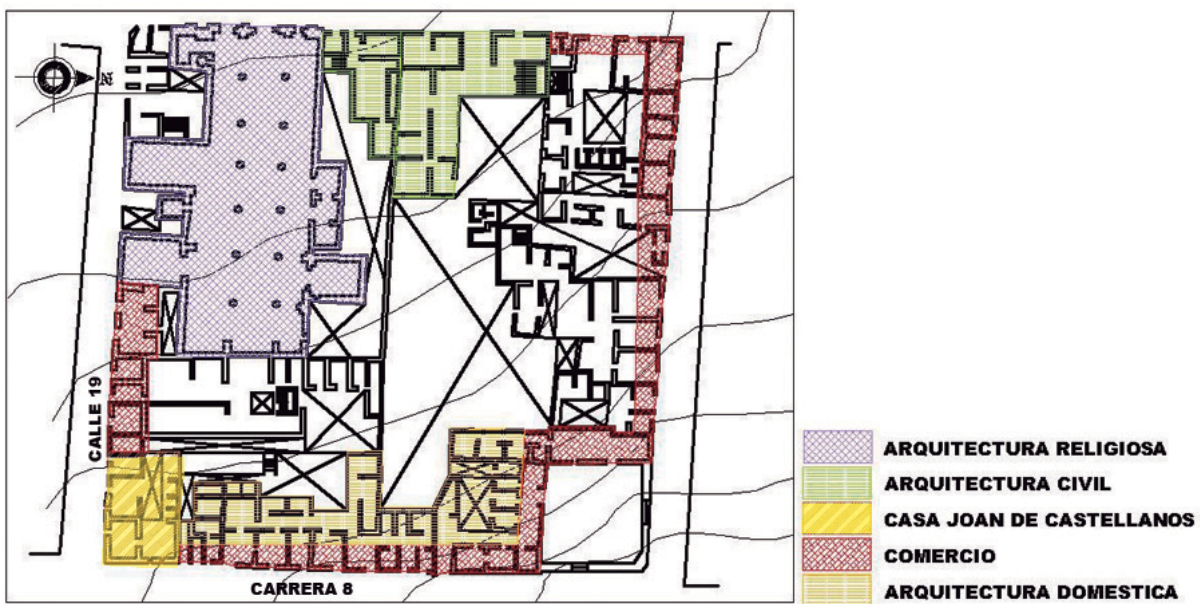 CALLE 19
CARRERA 8
ARQUITECTURA RELIGIOSA
ARQUITECTURA CIVIL
CASA JOAN DE CASTELLANOS
COMERCIO
ARQUITECTURA DOMESTICA